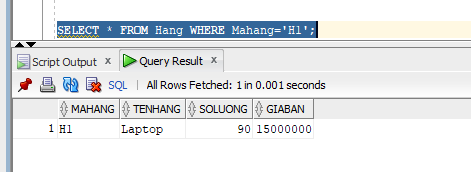 SELECT * FROM Hang WHERE Mahang='H1';
Script Output x Query Result x
SQL | All Rows Fetched: 1 in 0.001 seconds
MAHANG TENHANG SOLUONG GIABAN
1 H1 Laptop 90 15000000